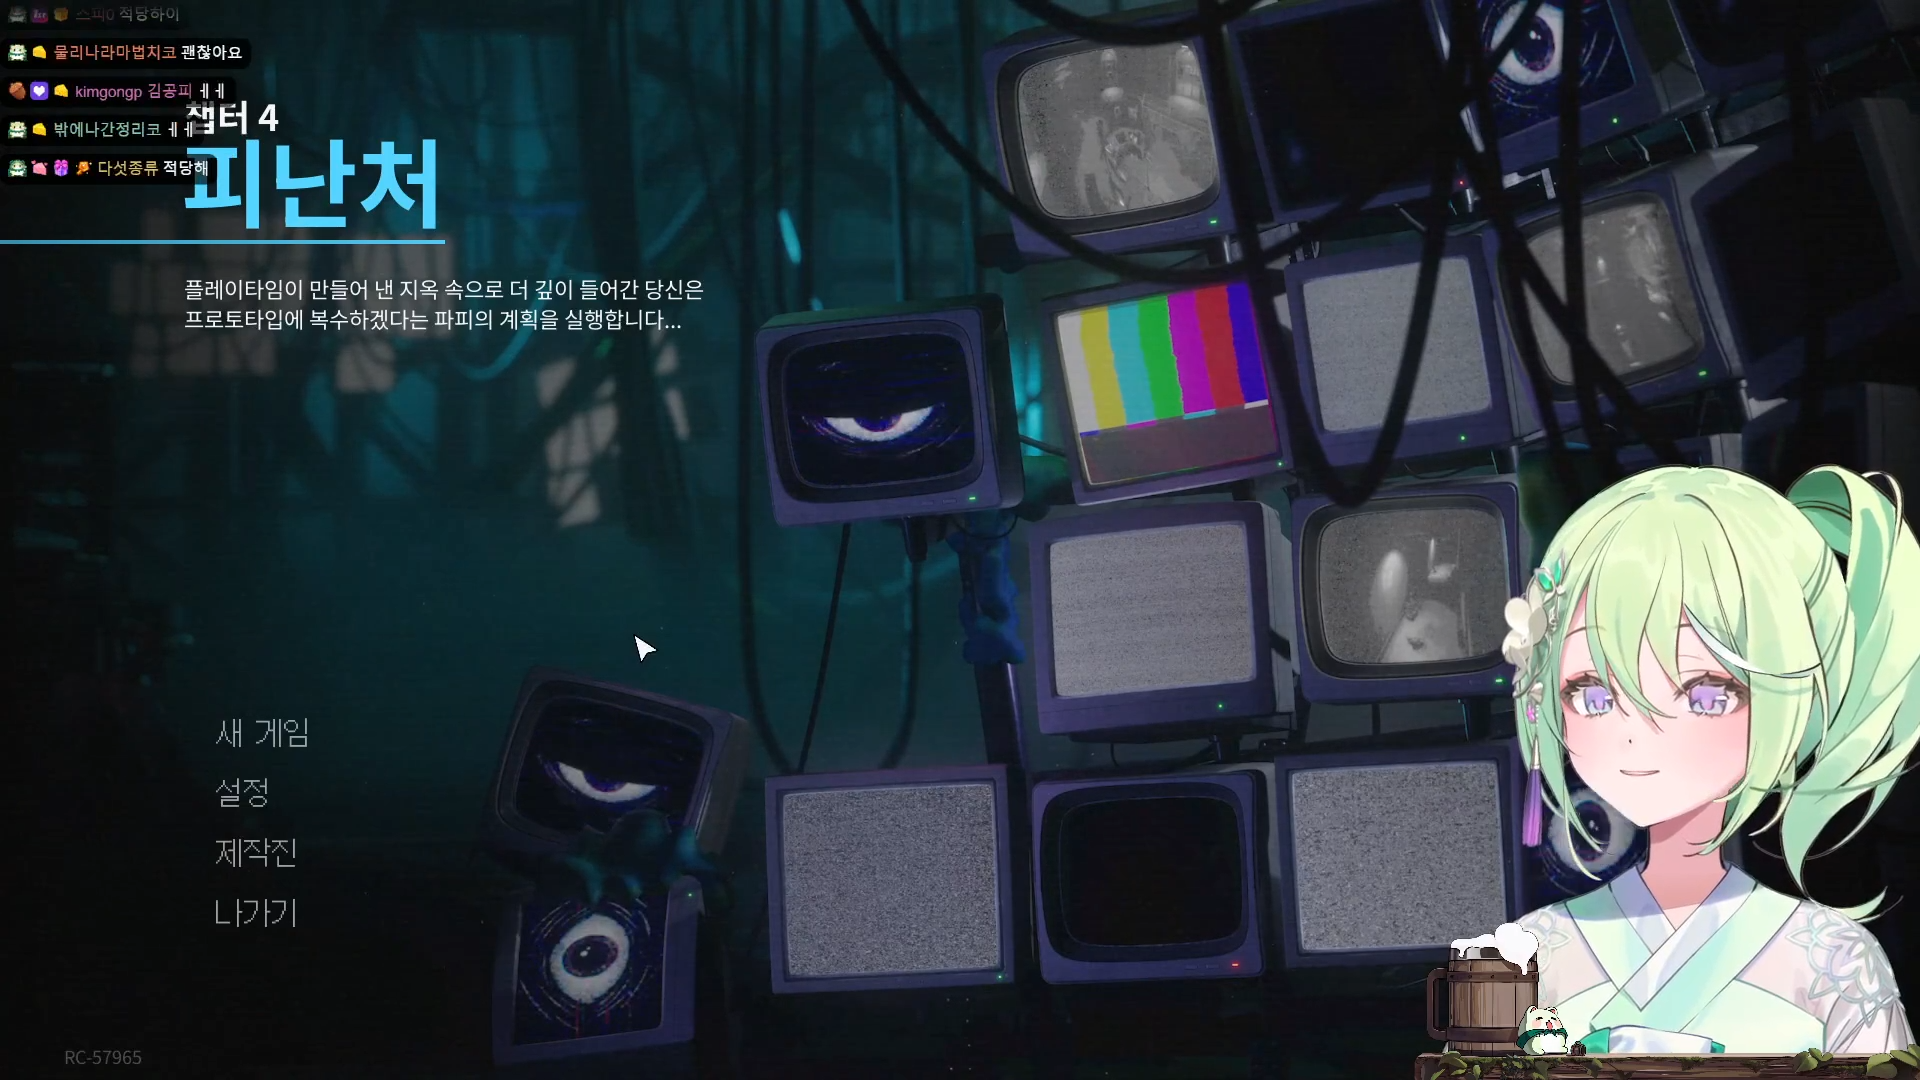 스피0 적당하이
물리나라마법치코 괜찮아요
kimgongp 김공피 ㅔㅔ
챕터 4
밖에나간정리코 ㅔㅔ
다섯종류 적당해
피난처
플레이타임이 만들어 낸 지옥 속으로 더 깊이 들어간 당신은
프로토타입에 복수하겠다는 파피의 계획을 실행합니다...
새 게임
설정
제작진
나가기
RC-57965